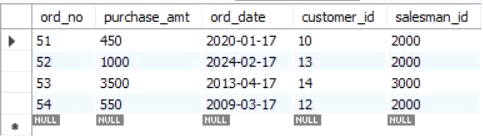 ord_no purchase_amt ord_date customer_id salesman_id
51 450 2020-01-17 10 2000
52 1000 2024-02-17 13 2000
53 3500 2013-04-17 14 3000
54 550 2009-03-17 12 2000
NULL NULL NULL NULL NULL